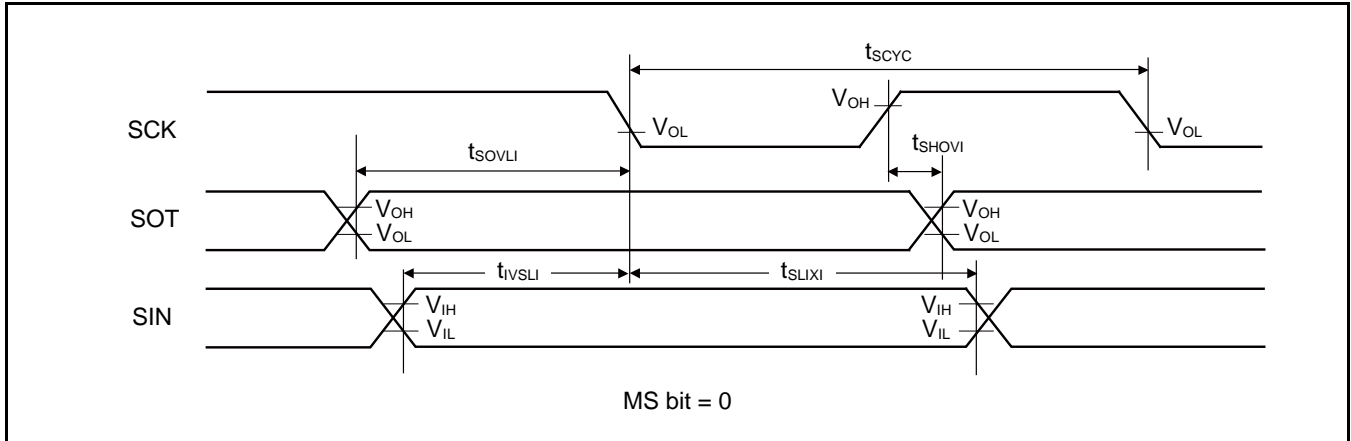 tSCYC
SCK
VOH
VOL
VOL
tSOVLI
tSHOVI
SOT
VOH
VOL
VOH
VOL
tIVSLI
tSLIXI
SIN
VIH
VIL
VIH
VIL
MS bit = 0